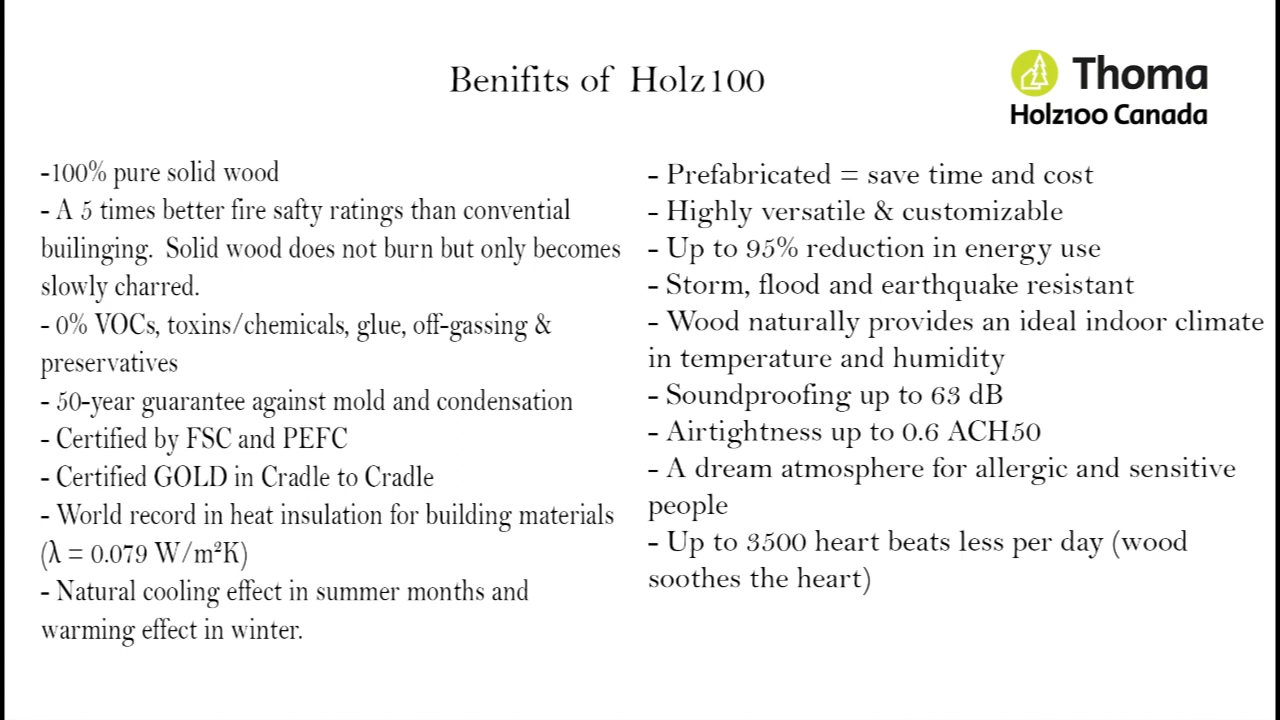 Benifits of Holz100
Thoma
Holz100 Canada
-100% pure solid wood
- A 5 times better fire safty ratings than convential
builinging. Solid wood does not burn but only becomes
slowly charred.
- 0% VOCs, toxins/chemicals, glue, off-gassing &
preservatives
- 50-year guarantee against mold and condensation
- Certified by FSC and PEFC
- Certified GOLD in Cradle to Cradle
- World record in heat insulation for building materials
(λ = 0.079 W/m²K)
- Natural cooling effect in summer months and
warming effect in winter.
- Prefabricated = save time and cost
- Highly versatile & customizable
- Up to 95% reduction in energy use
- Storm, flood and earthquake resistant
- Wood naturally provides an ideal indoor climate
in temperature and humidity
- Soundproofing up to 63 dB
- Airtightness up to 0.6 ACH50
- A dream atmosphere for allergic and sensitive
people
- Up to 3500 heart beats less per day (wood
soothes the heart)